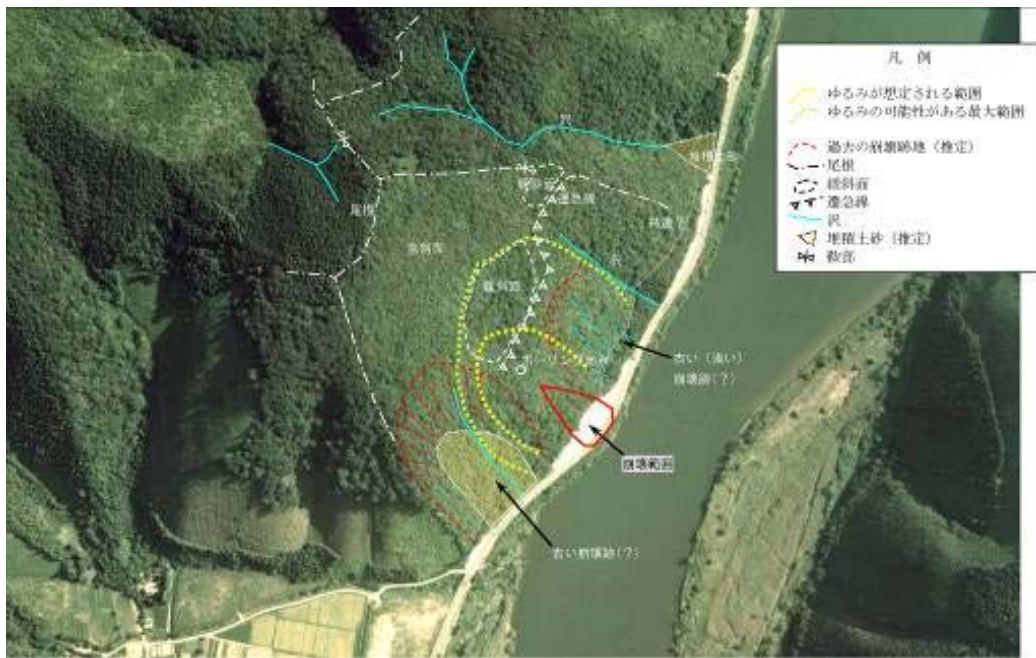 凡 例
ゆるみが想定される範囲
ゆるみの可能性がある最大範囲
過去の崩壊跡地（推定）
尾根
緩斜面
遷急線
沢
堆積土砂（推定）
鞍部
沢
遷急線
尾根
急斜面
沢
緩斜面
古い（浅い）
崩壊跡(？)
崩壊範囲
古い崩壊跡(？)